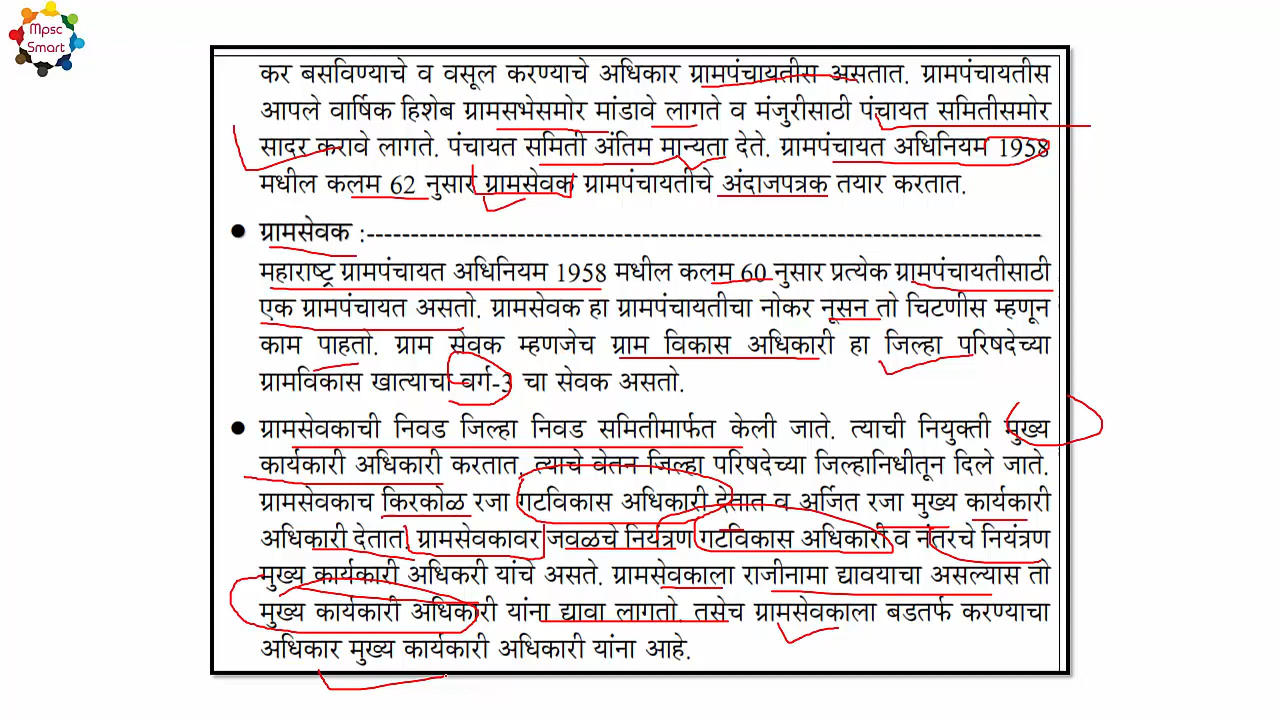 Mpsc
Smart
कर बसविण्याचे व वसूल करण्याचे अधिकार ग्रामपंचायतीस असतात. ग्रामपंचायतीस
आपले वार्षिक हिशेब ग्रामसभेसमोर मांडावे लागते व मंजुरीसाठी पंचायत समितीसमोर
सादर करावे लागते. पंचायत समिती अंतिम मान्यता देते. ग्रामपंचायत अधिनियम 1958
मधील कलम 62 नुसार ग्रामसेवक ग्रामपंचायतीचे अंदाजपत्रक तयार करतात.
● ग्रामसेवक :--------------------------------------------------------------------------------------------
महाराष्ट्र ग्रामपंचायत अधिनियम 1958 मधील कलम 60 नुसार प्रत्येक ग्रामपंचायतीसाठी
एक ग्रामपंचायत असतो. ग्रामसेवक हा ग्रामपंचायतीचा नोकर नूसन तो चिटणीस म्हणून
काम पाहतो. ग्राम सेवक म्हणजेच ग्राम विकास अधिकारी हा जिल्हा परिषदेच्या
ग्रामविकास खात्याचा वर्ग-3 चा सेवक असतो.
● ग्रामसेवकाची निवड जिल्हा निवड समितीमार्फत केली जाते. त्याची नियुक्ती मुख्य
कार्यकारी अधिकारी करतात. त्याचे वेतन जिल्हा परिषदेच्या जिल्हानिधीतून दिले जाते.
ग्रामसेवकाच किरकोळ रजा गटविकास अधिकारी देतात व अर्जित रजा मुख्य कार्यकारी
अधिकारी देतात. ग्रामसेवकावर जवळचे नियंत्रण गटविकास अधिकारी व नंतरचे नियंत्रण
मुख्य कार्यकारी अधिकरी यांचे असते. ग्रामसेवकाला राजीनामा द्यावयाचा असल्यास तो
मुख्य कार्यकारी अधिकारी यांना द्यावा लागतो. तसेच ग्रामसेवकाला बडतर्फ करण्याचा
अधिकार मुख्य कार्यकारी अधिकारी यांना आहे.